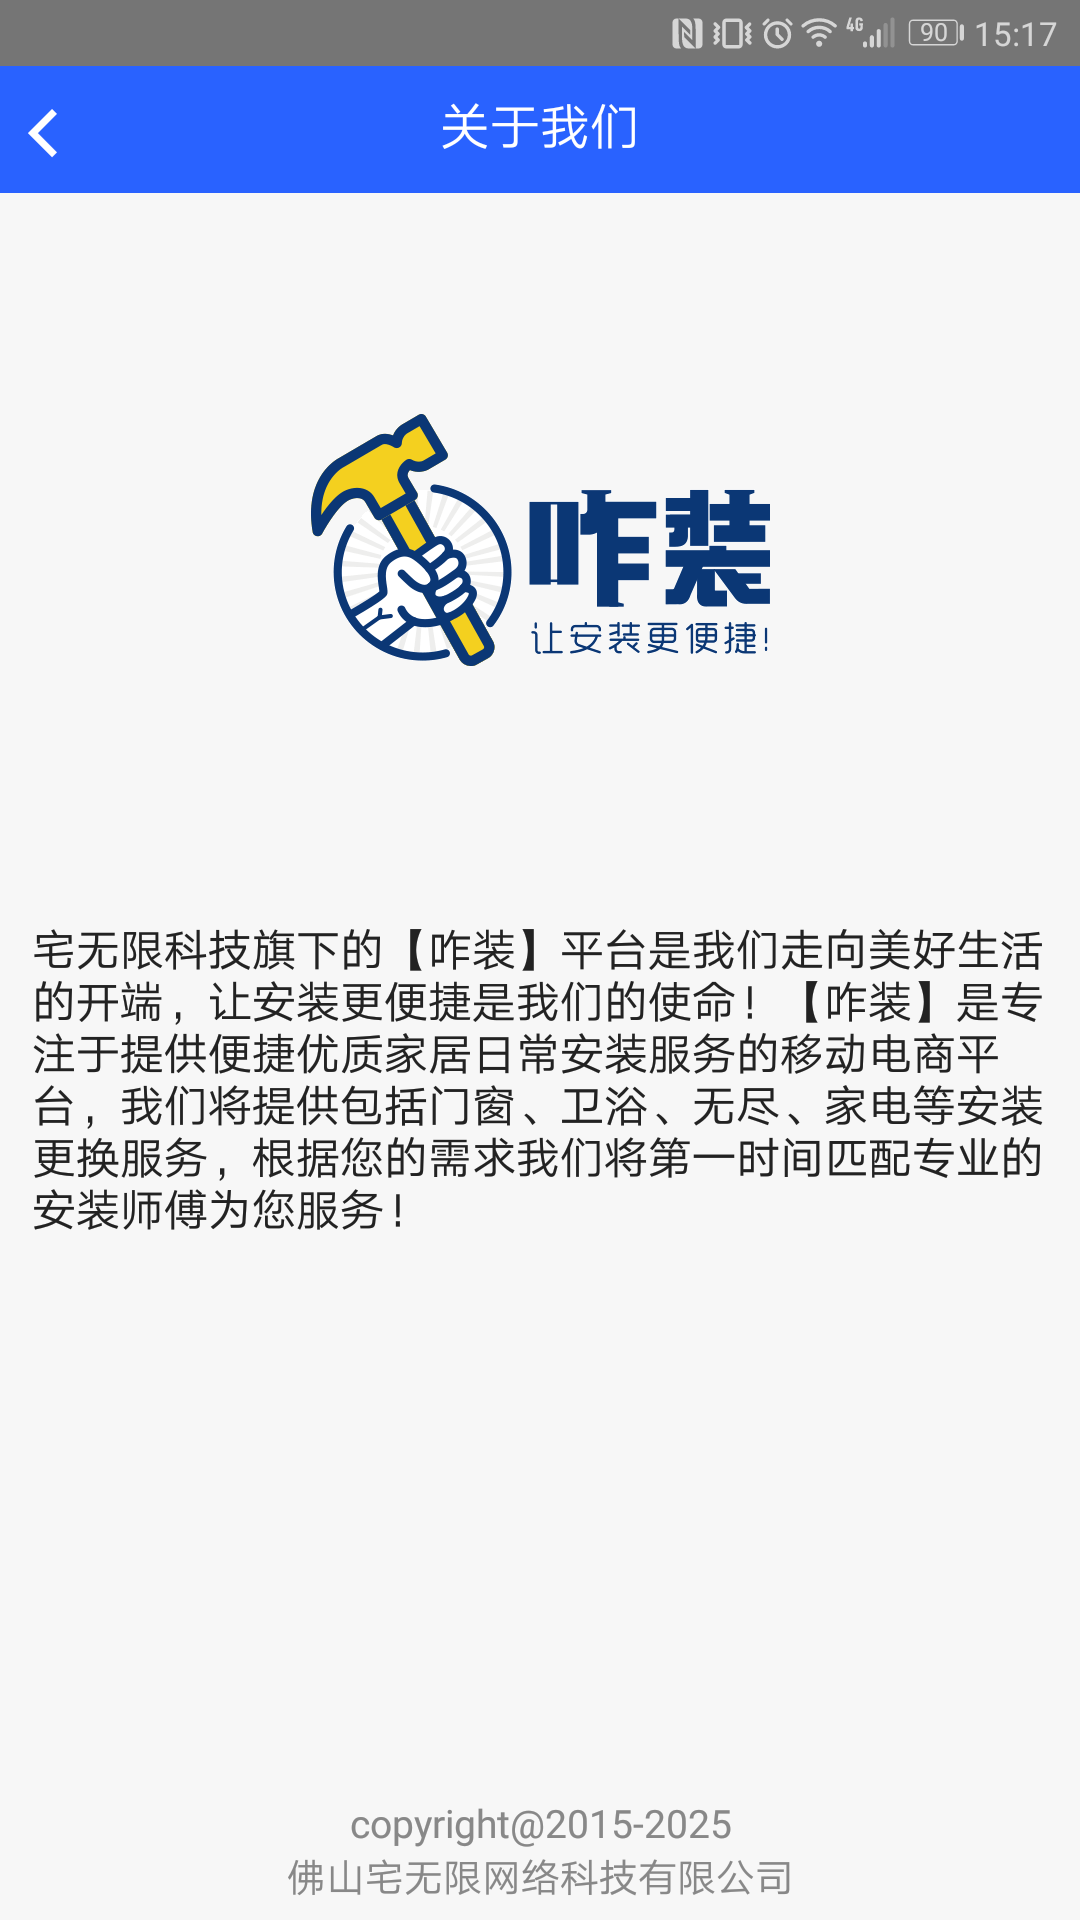 4G 90 15:17
关于我们
咋装
让安装更便捷!
宅无限科技旗下的【咋装】平台是我们走向美好生活
的开端，让安装更便捷是我们的使命！【咋装】是专
注于提供便捷优质家居日常安装服务的移动电商平
台，我们将提供包括门窗、卫浴、无尽、家电等安装
更换服务，根据您的需求我们将第一时间匹配专业的
安装师傅为您服务！
copyright@2015-2025
佛山宅无限网络科技有限公司